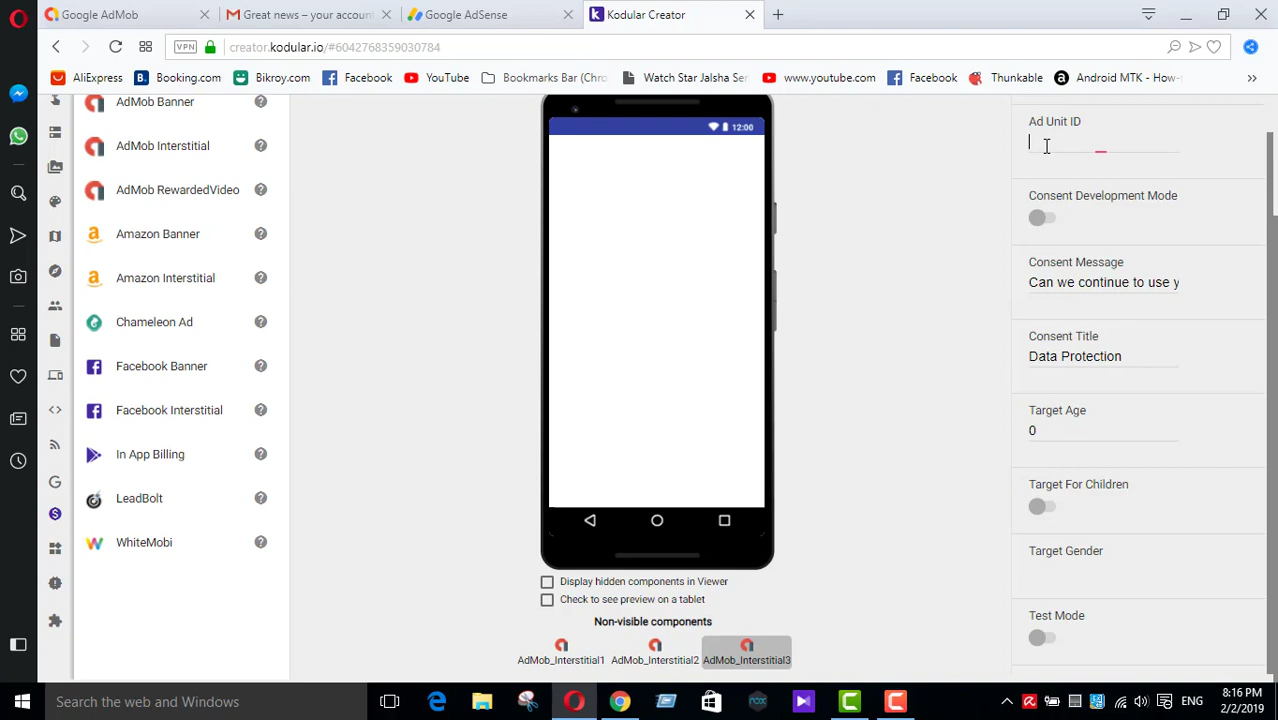 Google AdMob
Great news – your accoun
Google AdSense
Kodular Creator
VPN
creator.kodular.io/#6042768359030784
AliExpress
Booking.com
Bikroy.com
Facebook
YouTube
Bookmarks Bar (Chro
Watch Star Jalsha Ser
www.youtube.com
Facebook
Thunkable
Android MTK - How-
AdMob Banner
AdMob Interstitial
AdMob RewardedVideo
Amazon Banner
Amazon Interstitial
Chameleon Ad
Facebook Banner
Facebook Interstitial
In App Billing
LeadBolt
WhiteMobi
12:00
Display hidden components in Viewer
Check to see preview on a tablet
Non-visible components
AdMob_Interstitial1
AdMob_Interstitial2
AdMob_Interstitial3
Ad Unit ID
Consent Development Mode
Consent Message
Can we continue to use y
Consent Title
Data Protection
Target Age
0
Target For Children
Target Gender
Test Mode
Search the web and Windows
ENG
8:16 PM
2/2/2019